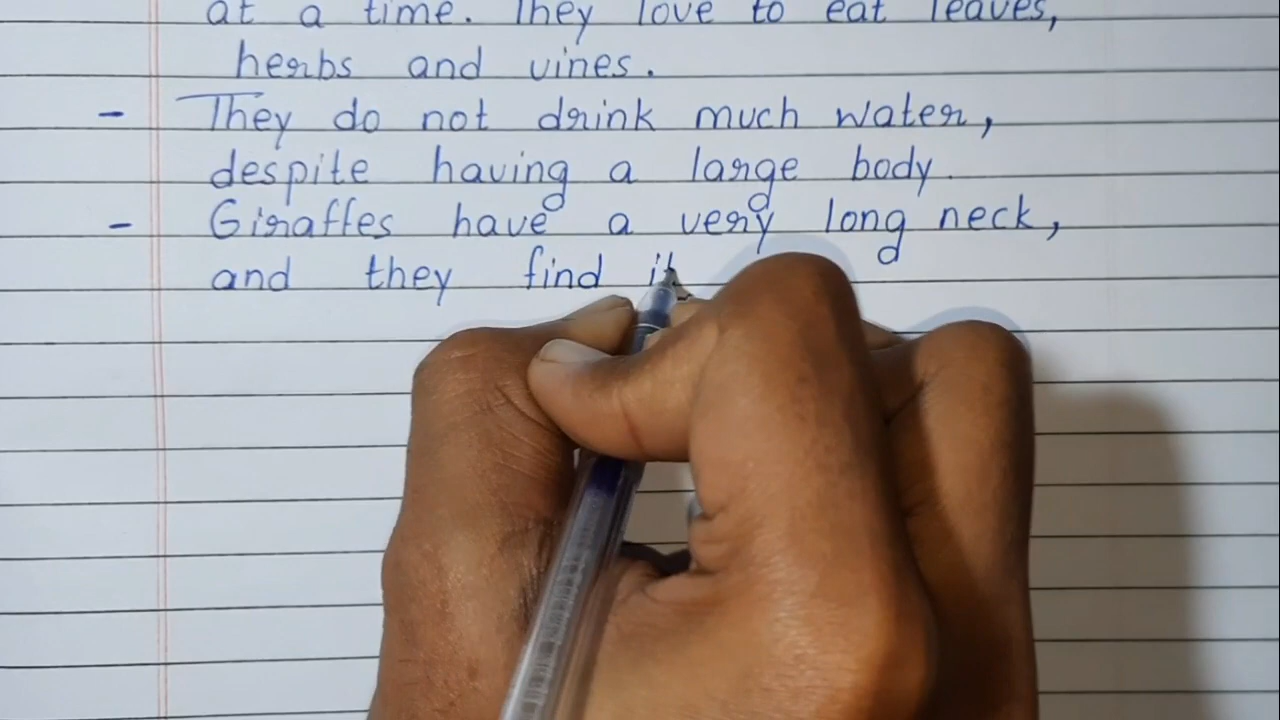 at a time. They love to eat leaves,
herbs and vines.
- They do not drink much water,
despite having a large body.
- Giraffes have a very long neck,
and they find it